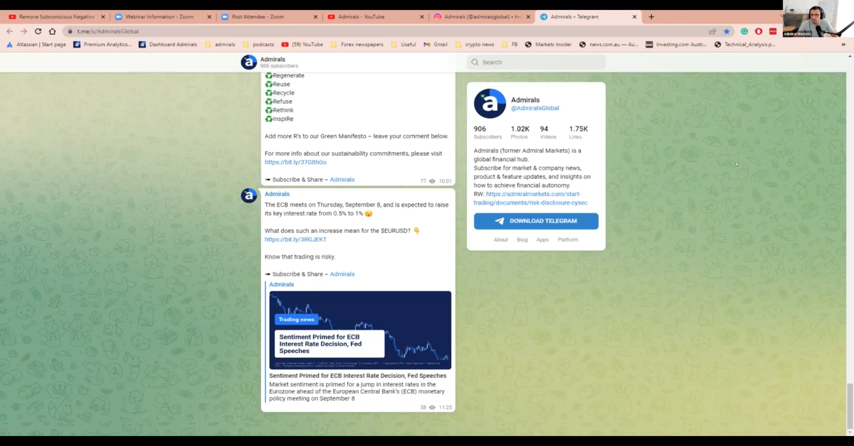 Remove Subconscious Negative
Webinar Information - Zoom
Post Attendee - Zoom
Admirals - YouTube
Admirals (@admiralsglobal) • Ins
Admirals – Telegram
t.me/s/AdmiralsGlobal
Atlassian | Start page
Premium Analytics...
Dashboard Admirals
admirals
podcasts
(59) YouTube
Forex newspapers
Useful
Gmail
crypto news
FB
Markets Insider
news.com.au — Au...
Investing.com Austr...
Technical_Analysis_p...
Admirals
906 subscribers
Search
♻Regenerate
♻Reuse
♻Recycle
♻Refuse
♻Rethink
♻InspiRe
Add more R's to our Green Manifesto – leave your comment below.
For more info about our sustainability commitments, please visit
➟ Subscribe & Share – Admirals
77 10:01
Admirals
The ECB meets on Thursday, September 8, and is expected to raise
its key interest rate from 0.5% to 1%
What does such an increase mean for the $EURUSD? 👇
https://bit.ly/3RGJEKT
Know that trading is risky.
➟ Subscribe & Share – Admirals
Admirals
Trading news
Sentiment Primed for ECB
Interest Rate Decision, Fed
Speeches
Sentiment Primed for ECB Interest Rate Decision, Fed Speeches
Market sentiment is primed for a jump in interest rates in the
Eurozone ahead of the European Central Bank's (ECB) monetary
policy meeting on September 8
58 11:23
Admirals
@AdmiralsGlobal
906 1.02K 94 1.75K
Subscribers Photos Videos Links
Admirals (former Admiral Markets) is a
global financial hub.
Subscribe for market & company news,
product & feature updates, and insights on
how to achieve financial autonomy.
RW: https://admiralmarkets.com/start-
trading/documents/risk-disclosure-cysec
DOWNLOAD TELEGRAM
About Blog Apps Platform